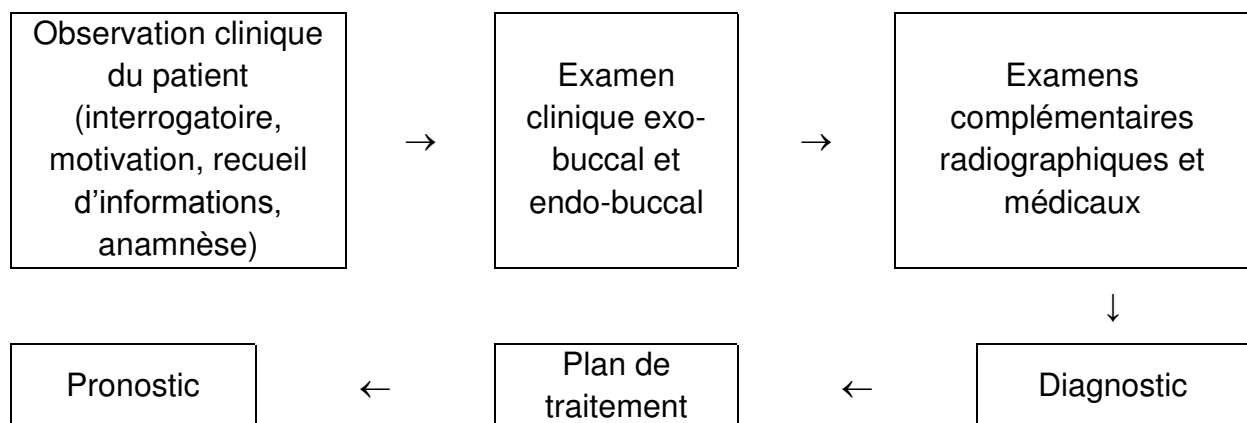 Observation clinique
du patient
(interrogatoire,
motivation, recueil
d'informations,
anamnèse)
→
Examen
clinique exo-
buccal et
endo-buccal
→
Examens
complémentaires
radiographiques et
médicaux
↓
Diagnostic
←
Plan de
traitement
←
Pronostic